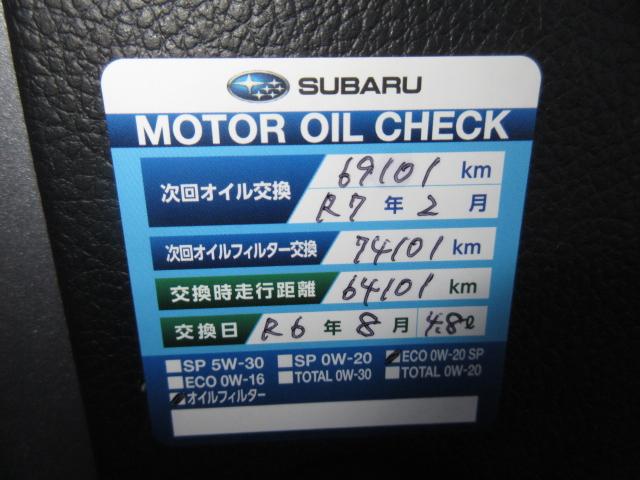 SUBARU
MOTOR OIL CHECK
次回オイル交換 69101 km
R7 年 2 月
次回オイルフィルター交換 74101 km
交換時走行距離 64101 km
交換日 R6 年 8 月 4.8ℓ
SP 5W-30 SP 0W-20 ECO 0W-20 SP
ECO 0W-16 TOTAL 0W-30 TOTAL 0W-20
オイルフィルター